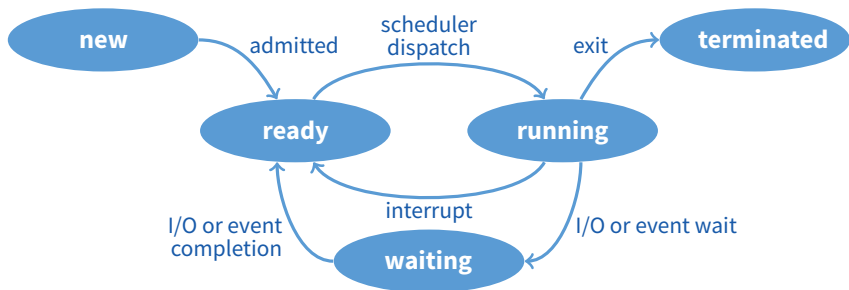 new
admitted
scheduler
dispatch
exit
terminated
ready
running
interrupt
I/O or event
completion
I/O or event wait
waiting